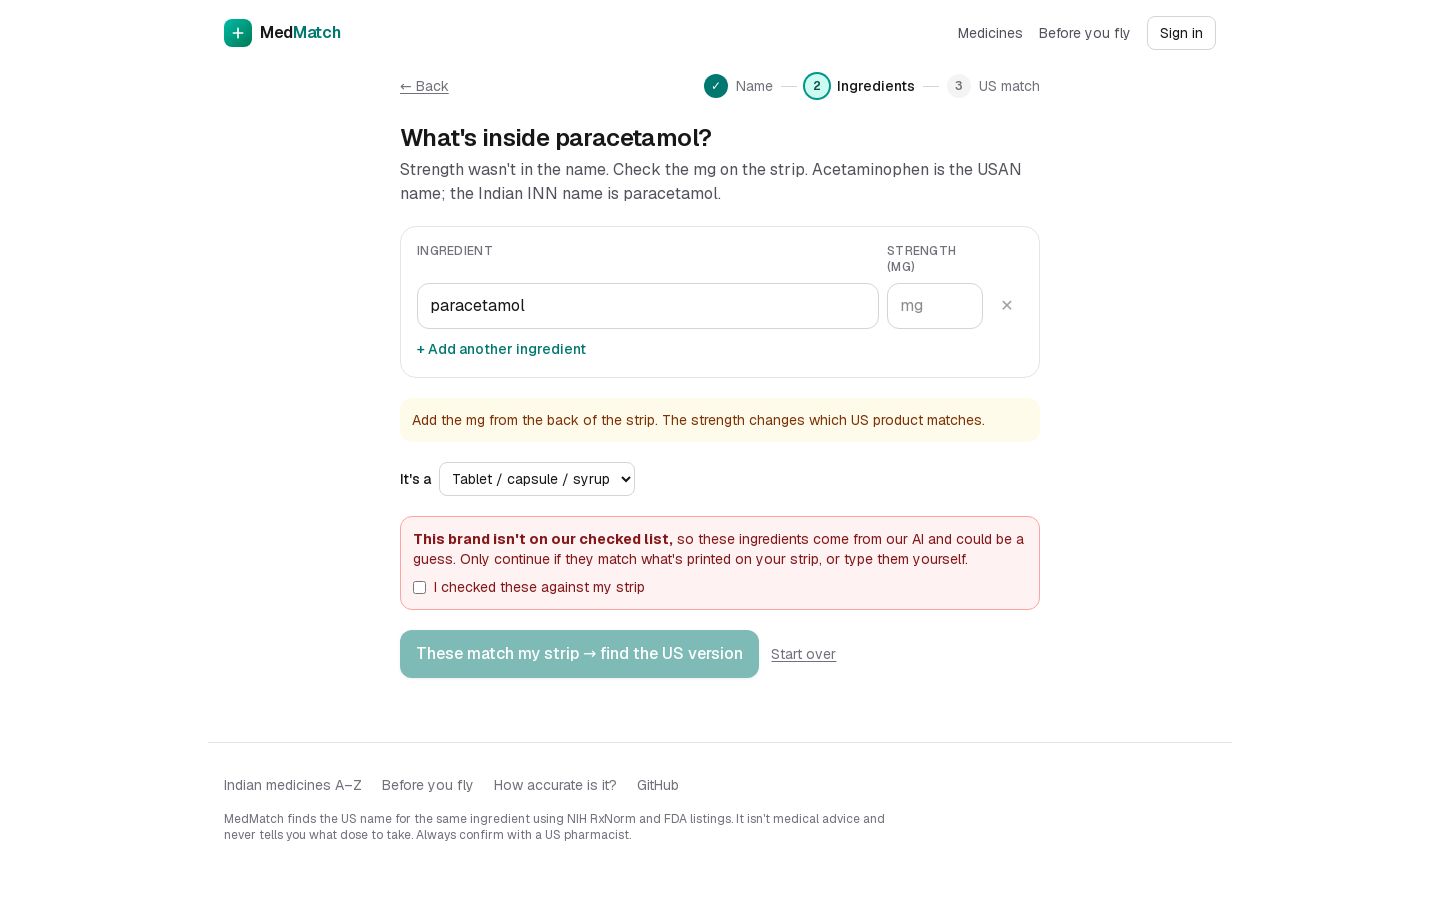 MedMatch
Medicines
Before you fly
Sign in
← Back
✓ Name
2 Ingredients
3 US match
What's inside paracetamol?
Strength wasn't in the name. Check the mg on the strip. Acetaminophen is the USAN
name; the Indian INN name is paracetamol.
INGREDIENT
STRENGTH
(MG)
paracetamol
mg
✕
+ Add another ingredient
Add the mg from the back of the strip. The strength changes which US product matches.
It's a
Tablet / capsule / syrup
This brand isn't on our checked list, so these ingredients come from our AI and could be a
guess. Only continue if they match what's printed on your strip, or type them yourself.
I checked these against my strip
These match my strip → find the US version
Start over
Indian medicines A–Z
Before you fly
How accurate is it?
GitHub
MedMatch finds the US name for the same ingredient using NIH RxNorm and FDA listings. It isn't medical advice and
never tells you what dose to take. Always confirm with a US pharmacist.